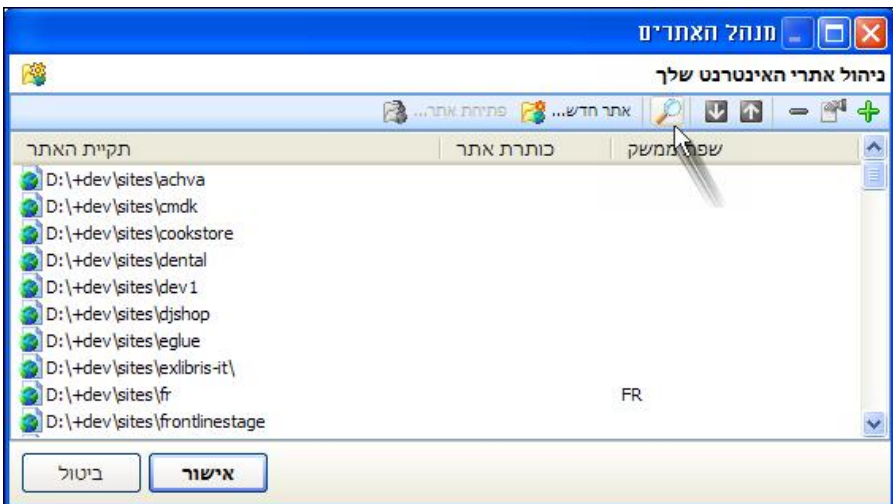 מנהל האתרים
ניהול אתרי האינטרנט שלך
אתר חדש... פתיחת אתר...
שפת ממשק כותרת אתר תקיית האתר
D:\+dev\sites\achva
D:\+dev\sites\cmdk
D:\+dev\sites\cookstore
D:\+dev\sites\dental
D:\+dev\sites\dev1
D:\+dev\sites\djshop
D:\+dev\sites\eglue
D:\+dev\sites\exlibris-it\
D:\+dev\sites\fr FR
D:\+dev\sites\frontlinestage
אישור ביטול